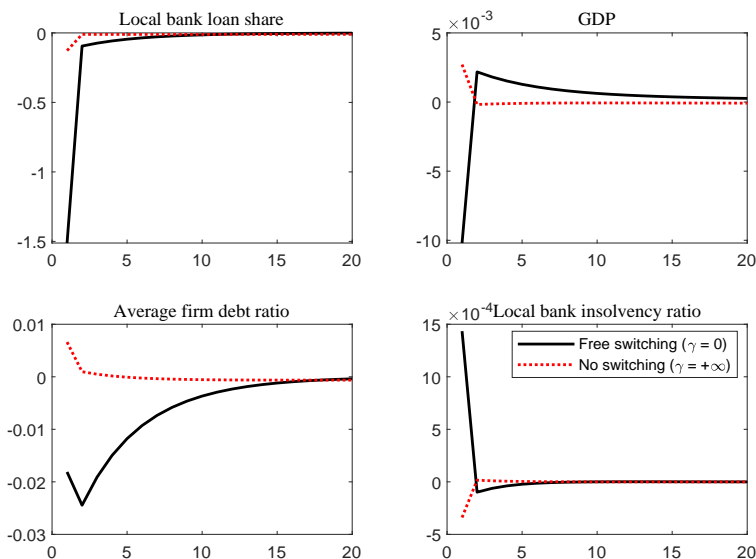 Local bank loan share
0
-0.5
-1
-1.5
0 5 10 15 20
GDP
×10-3
5
0
-5
-10
0 5 10 15 20
Average firm debt ratio
0.01
0
-0.01
-0.02
-0.03
0 5 10 15 20
×10-4 Local bank insolvency ratio
15
10
5
0
-5
0 5 10 15 20
Free switching (γ = 0)
No switching (γ = +∞)